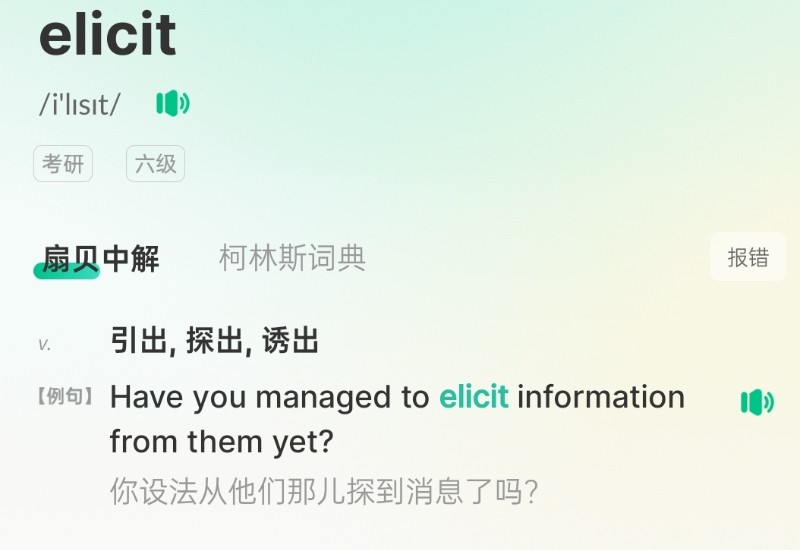 elicit
/i'lısıt/
考研 六级
扇贝中解 柯林斯词典 报错
v. 引出, 探出, 诱出
【例句】 Have you managed to elicit information
from them yet?
你设法从他们那儿探到消息了吗?